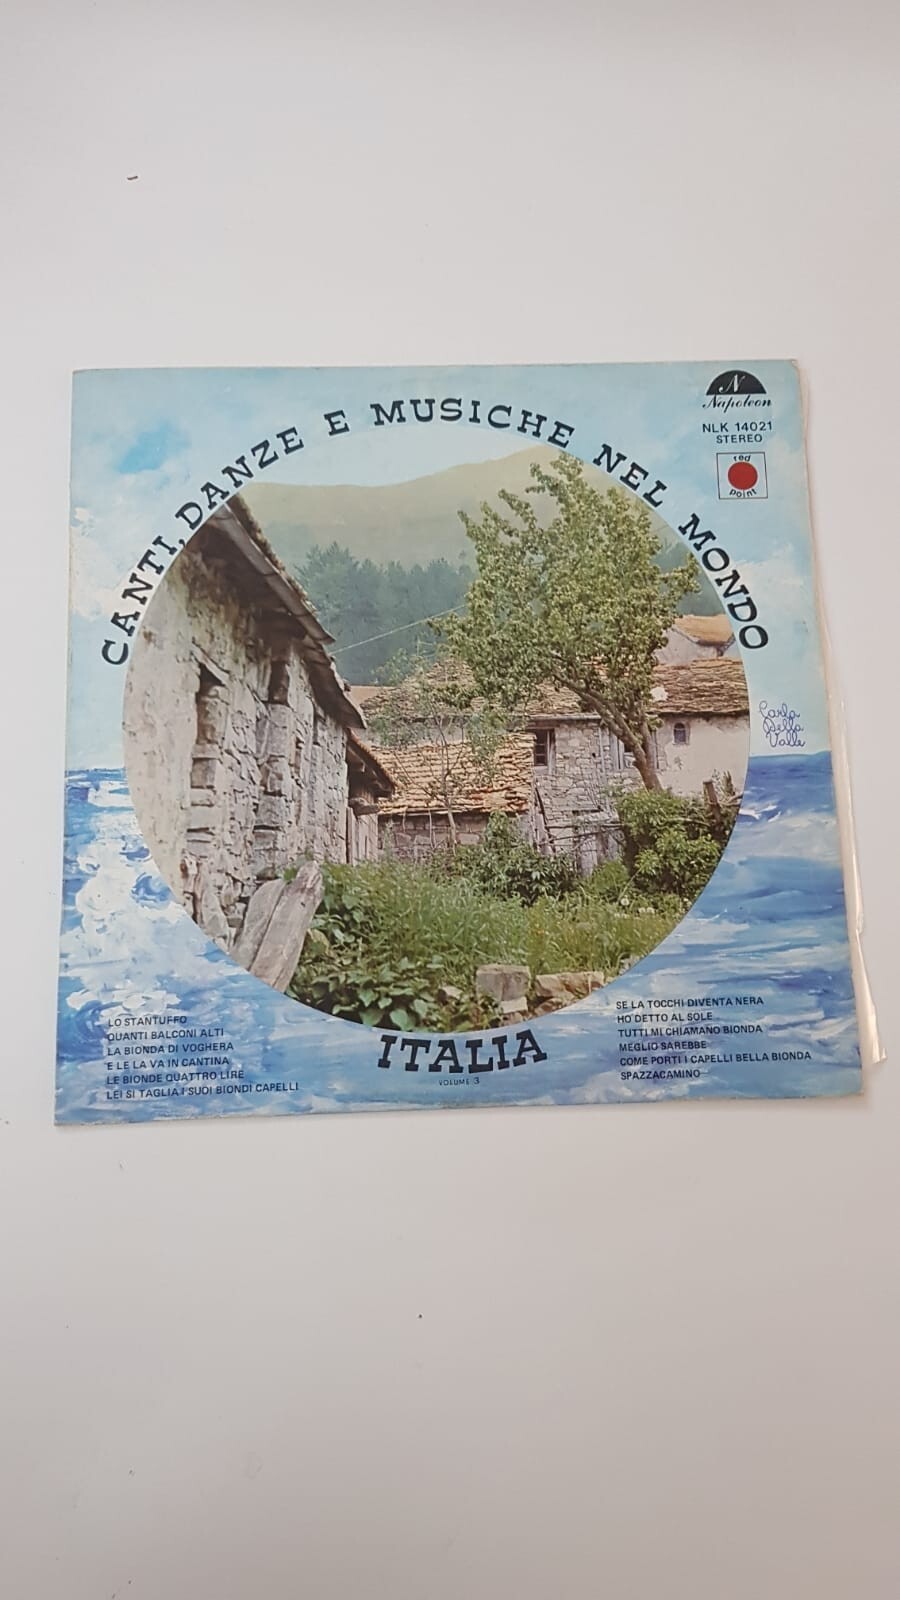 N
Napoleon
NLK 14021
STEREO
red
point
CANTI, DANZE E MUSICHE NEL MONDO
Carla
Della
Valle
LO STANTUFFO
QUANTI BALCONI ALTI
LA BIONDA DI VOGHERA
E LE LA VA IN CANTINA
LE BIONDE QUATTRO LIRE
LEI SI TAGLIA I SUOI BIONDI CAPELLI
SE LA TOCCHI DIVENTA NERA
HO DETTO AL SOLE
TUTTI MI CHIAMANO BIONDA
MEGLIO SAREBBE
COME PORTI I CAPELLI BELLA BIONDA
SPAZZACAMINO
ITALIA
VOLUME 3